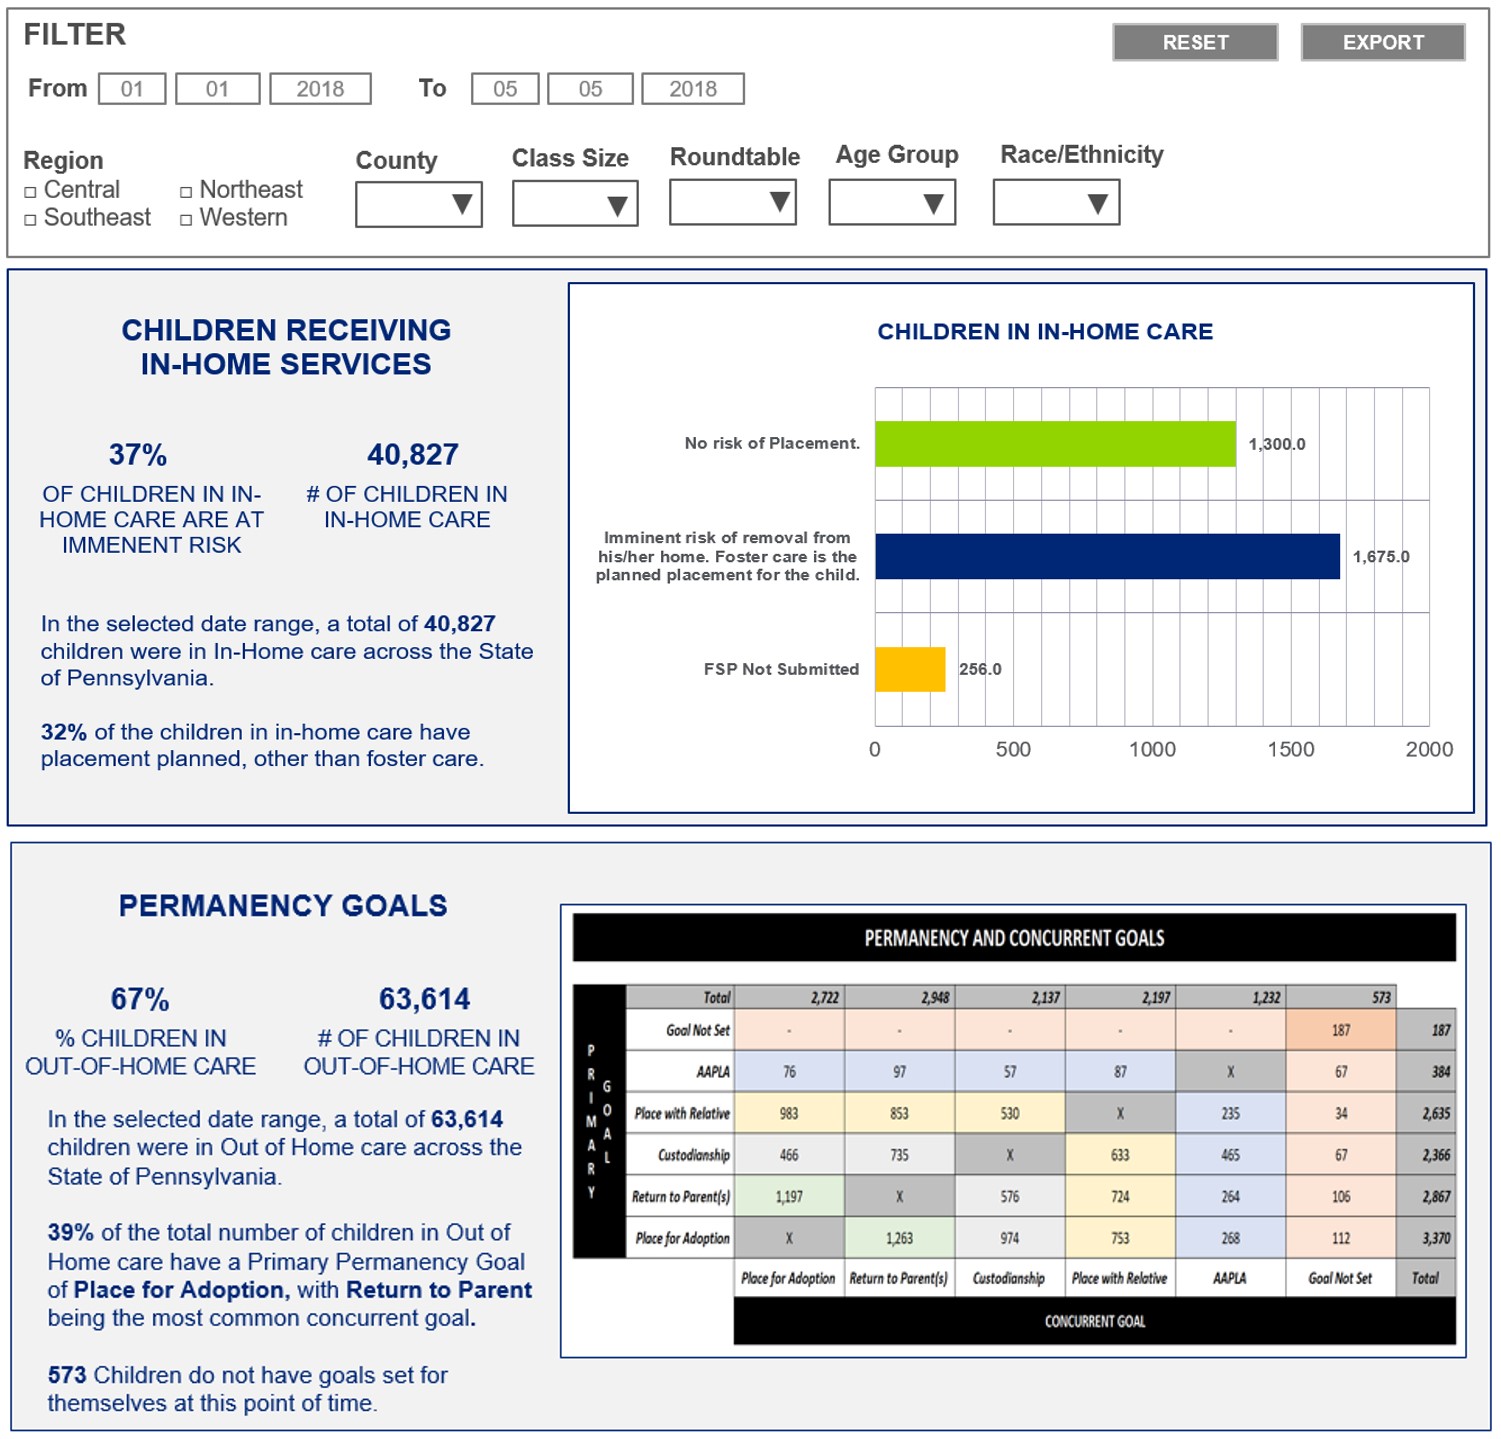 FILTER
RESET
EXPORT
From 01 01 2018 To 05 05 2018
Region
□ Central □ Northeast
□ Southeast □ Western
County
Class Size
Roundtable
Age Group
Race/Ethnicity
CHILDREN RECEIVING
IN-HOME SERVICES
37%
OF CHILDREN IN IN-
HOME CARE ARE AT
IMMENENT RISK
40,827
# OF CHILDREN IN
IN-HOME CARE
In the selected date range, a total of 40,827
children were in In-Home care across the State
of Pennsylvania.
32% of the children in in-home care have
placement planned, other than foster care.
CHILDREN IN IN-HOME CARE
No risk of Placement.
1,300.0
Imminent risk of removal from
his/her home. Foster care is the
planned placement for the child.
1,675.0
FSP Not Submitted
256.0
0 500 1000 1500 2000
PERMANENCY GOALS
67%
% CHILDREN IN
OUT-OF-HOME CARE
63,614
# OF CHILDREN IN
OUT-OF-HOME CARE
In the selected date range, a total of 63,614
children were in Out of Home care across the
State of Pennsylvania.
39% of the total number of children in Out of
Home care have a Primary Permanency Goal
of Place for Adoption, with Return to Parent
being the most common concurrent goal.
573 Children do not have goals set for
themselves at this point of time.
PERMANENCY AND CONCURRENT GOALS
PRIMARY GOAL
Total 2,722 2,948 2,137 2,197 1,232 573
Goal Not Set - - - - - 187 187
AAPLA 76 97 57 87 X 67 384
Place with Relative 983 853 530 X 235 34 2,635
Custodianship 466 735 X 633 465 67 2,366
Return to Parent(s) 1,197 X 576 724 264 106 2,867
Place for Adoption X 1,263 974 753 268 112 3,370
Place for Adoption Return to Parent(s) Custodianship Place with Relative AAPLA Goal Not Set Total
CONCURRENT GOAL